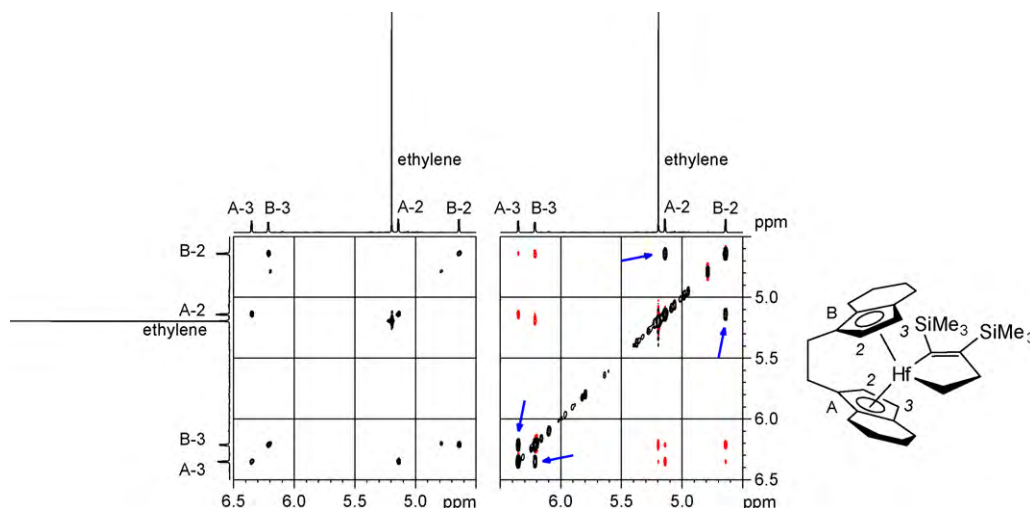 ethylene
ethylene
A-3 B-3 A-2 B-2
A-3 B-3 A-2 B-2
ppm
B-2
A-2
ethylene
B-3
A-3
5.0
5.5
6.0
6.5
6.5 6.0 5.5 5.0 ppm
6.0 5.5 5.0 ppm
B
2
3
SiMe3
SiMe3
Hf
2
3
A